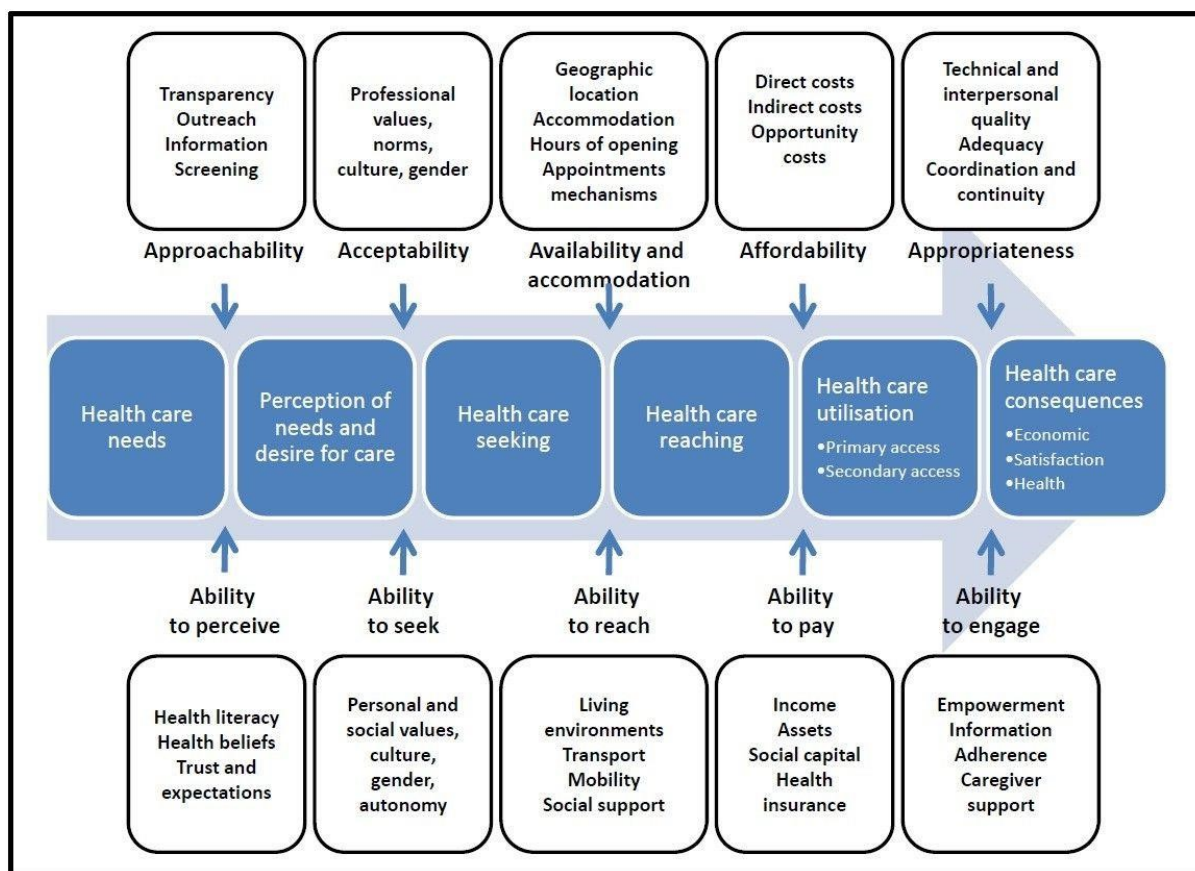 Transparency
Outreach
Information
Screening
Professional
values,
norms,
culture, gender
Geographic
location
Accommodation
Hours of opening
Appointments
mechanisms
Direct costs
Indirect costs
Opportunity
costs
Technical and
interpersonal
quality
Adequacy
Coordination and
continuity
Approachability
Acceptability
Availability and
accommodation
Affordability
Appropriateness
Health care
needs
Perception of
needs and
desire for care
Health care
seeking
Health care
reaching
Health care
utilisation
•Primary access
•Secondary access
Health care
consequences
•Economic
•Satisfaction
•Health
Ability
to perceive
Ability
to seek
Ability
to reach
Ability
to pay
Ability
to engage
Health literacy
Health beliefs
Trust and
expectations
Personal and
social values,
culture,
gender,
autonomy
Living
environments
Transport
Mobility
Social support
Income
Assets
Social capital
Health
insurance
Empowerment
Information
Adherence
Caregiver
support